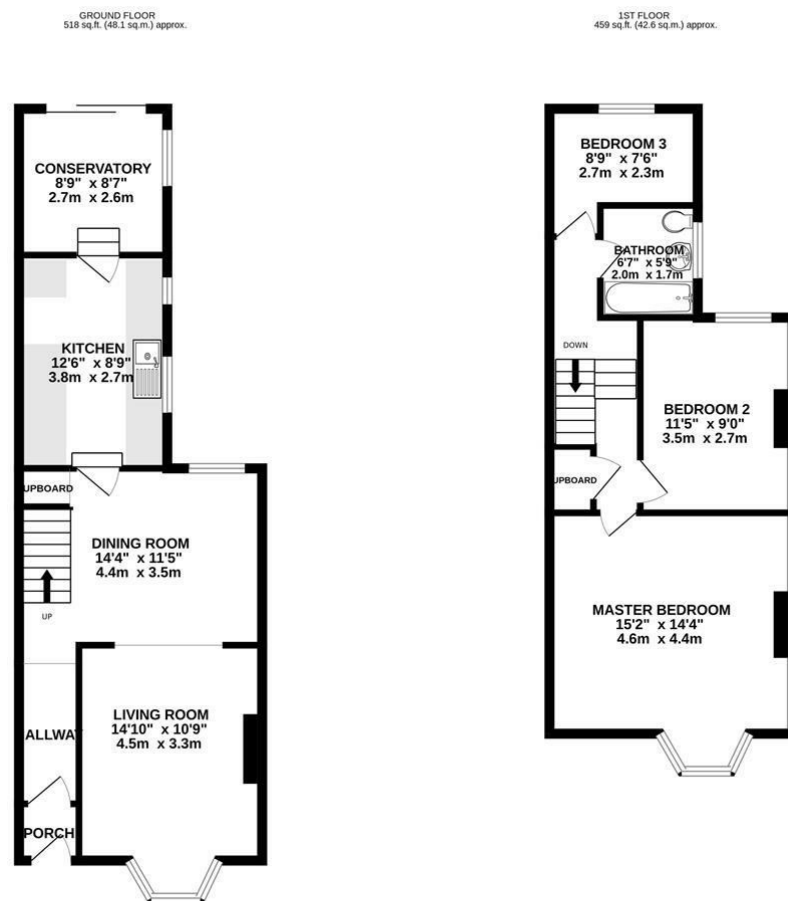 GROUND FLOOR
518 sq.ft. (48.1 sq.m.) approx.
CONSERVATORY
8'9" x 8'7"
2.7m x 2.6m
KITCHEN
12'6" x 8'9"
3.8m x 2.7m
UPBOARD
DINING ROOM
14'4" x 11'5"
4.4m x 3.5m
UP
LIVING ROOM
14'10" x 10'9"
4.5m x 3.3m
ALLWAY
PORCH
1ST FLOOR
459 sq.ft. (42.6 sq.m.) approx.
BEDROOM 3
8'9" x 7'6"
2.7m x 2.3m
BATHROOM
6'7" x 5'9"
2.0m x 1.7m
DOWN
BEDROOM 2
11'5" x 9'0"
3.5m x 2.7m
UPBOARD
MASTER BEDROOM
15'2" x 14'4"
4.6m x 4.4m